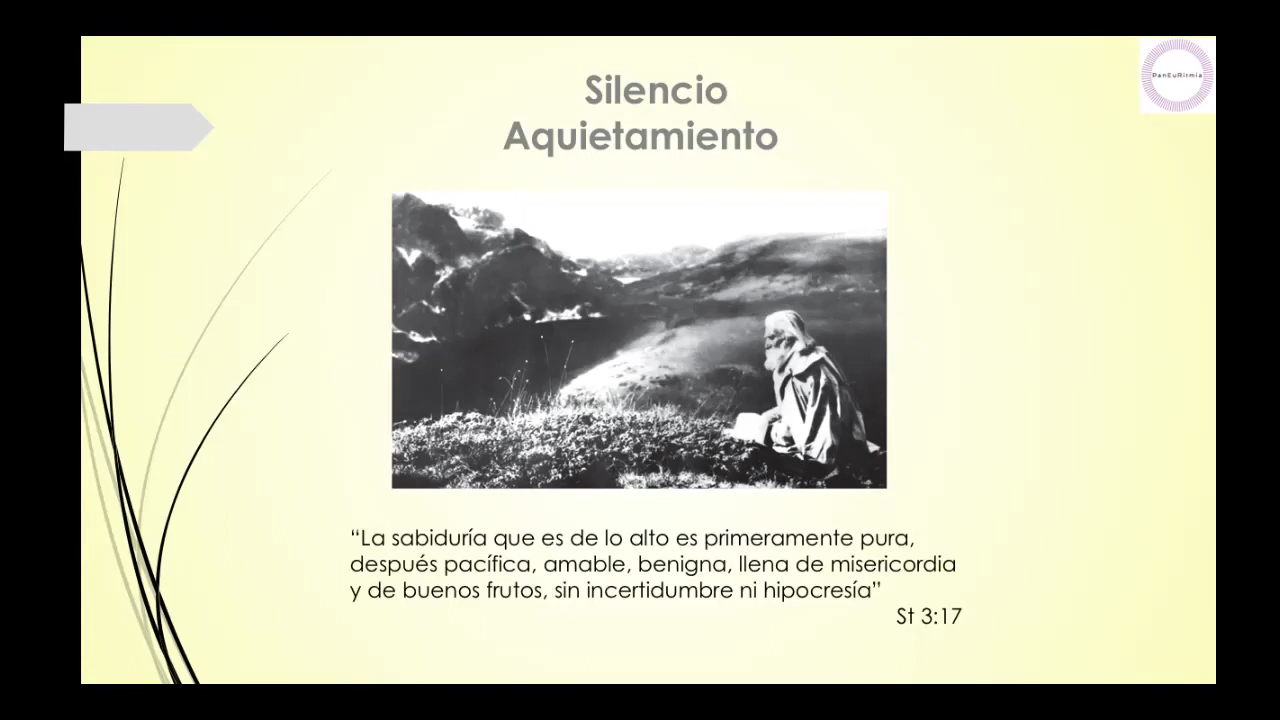 Silencio
Aquietamiento
PanEuRitmia
“La sabiduría que es de lo alto es primeramente pura,
después pacífica, amable, benigna, llena de misericordia
y de buenos frutos, sin incertidumbre ni hipocresía”
St 3:17